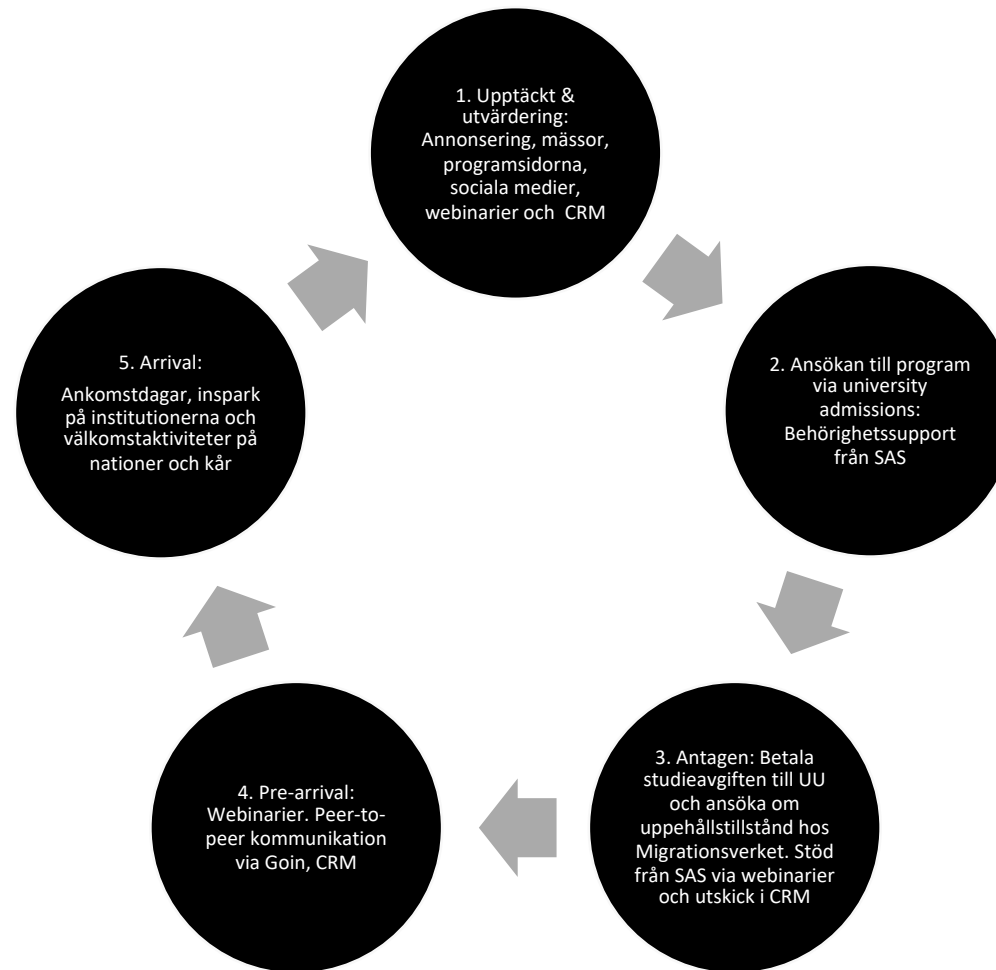 1. Upptäckt &
utvärdering:
Annonsering, mässor,
programsidorna,
sociala medier,
webinarier och  CRM
2. Ansökan till program
via university
admissions:
Behörighetssupport
från SAS
3. Antagen: Betala
studieavgiften till UU
och ansöka om
uppehållstillstånd hos
Migrationsverket. Stöd
från SAS via webinarier
och utskick i CRM
4. Pre-arrival:
Webinarier. Peer-to-
peer kommunikation
via Goin, CRM
5. Arrival:
Ankomstdagar, inspark
på institutionerna och
välkomstaktiviteter på
nationer och kår